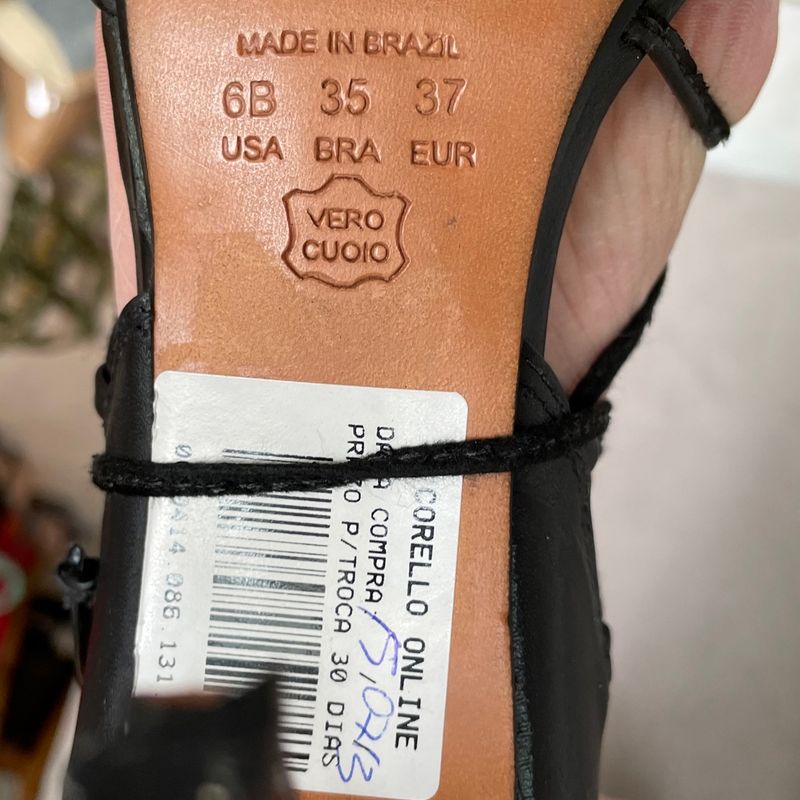 MADE IN BRAZIL
6B 35 37
USA BRA EUR
VERO
CUOIO
CORELLO ONLINE
COMPRA
P/TROCA 30 DIAS